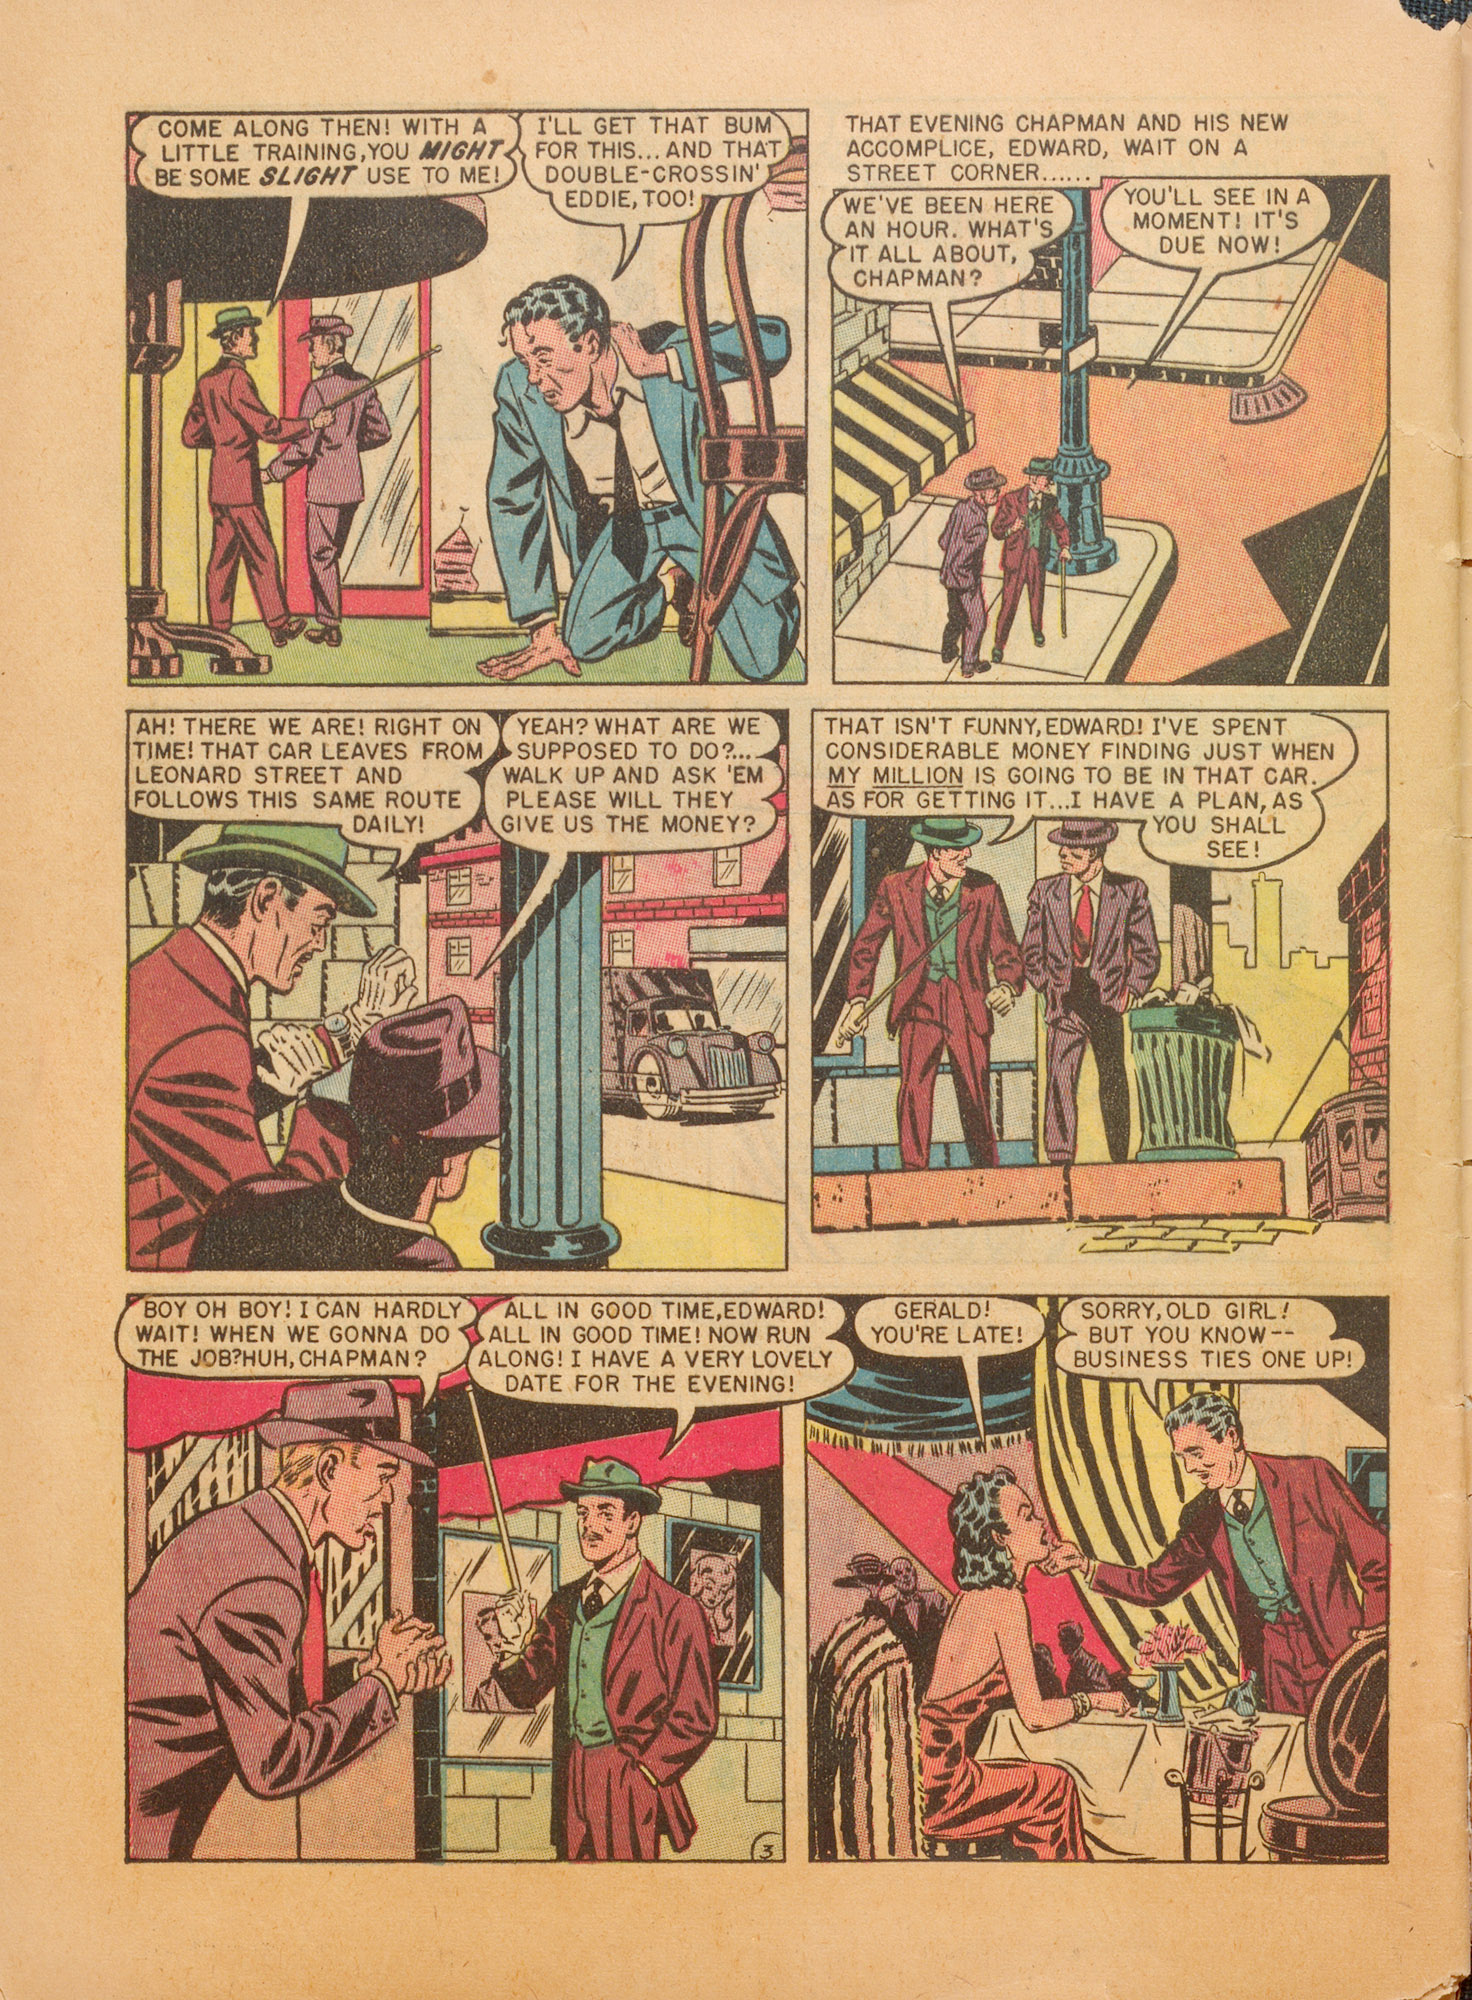 COME ALONG THEN! WITH A
LITTLE TRAINING, YOU MIGHT
BE SOME SLIGHT USE TO ME!
I'LL GET THAT BUM
FOR THIS... AND THAT
DOUBLE-CROSSIN'
EDDIE, TOO!
THAT EVENING CHAPMAN AND HIS NEW
ACCOMPLICE, EDWARD, WAIT ON A
STREET CORNER......
WE'VE BEEN HERE
AN HOUR. WHAT'S
IT ALL ABOUT,
CHAPMAN?
YOU'LL SEE IN A
MOMENT! IT'S
DUE NOW!
AH! THERE WE ARE! RIGHT ON
TIME! THAT CAR LEAVES FROM
LEONARD STREET AND
FOLLOWS THIS SAME ROUTE
DAILY!
YEAH? WHAT ARE WE
SUPPOSED TO DO?...
WALK UP AND ASK 'EM
PLEASE WILL THEY
GIVE US THE MONEY?
THAT ISN'T FUNNY, EDWARD! I'VE SPENT
CONSIDERABLE MONEY FINDING JUST WHEN
MY MILLION IS GOING TO BE IN THAT CAR.
AS FOR GETTING IT...I HAVE A PLAN, AS
YOU SHALL
SEE!
BOY OH BOY! I CAN HARDLY
WAIT! WHEN WE GONNA DO
THE JOB? HUH, CHAPMAN?
ALL IN GOOD TIME, EDWARD!
ALL IN GOOD TIME! NOW RUN
ALONG! I HAVE A VERY LOVELY
DATE FOR THE EVENING!
3
GERALD!
YOU'RE LATE!
SORRY, OLD GIRL!
BUT YOU KNOW--
BUSINESS TIES ONE UP!